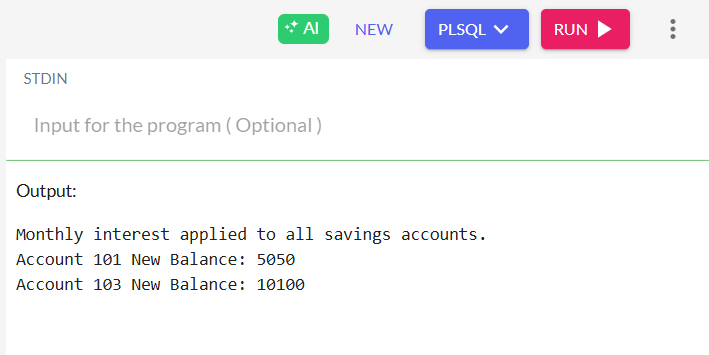 AI NEW PLSQL RUN
STDIN
Input for the program ( Optional )
Output:
Monthly interest applied to all savings accounts.
Account 101 New Balance: 5050
Account 103 New Balance: 10100